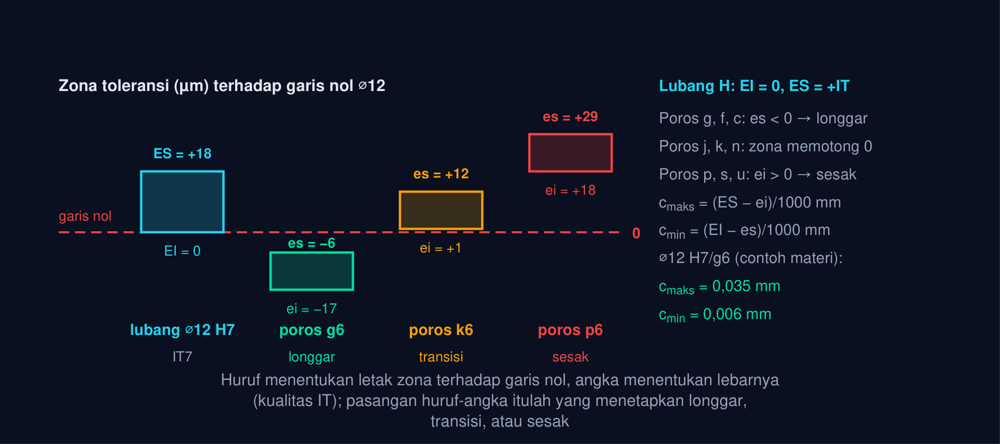 Zona toleransi (μm) terhadap garis nol ⌀12
es = +29
ES = +18
es = +12
ei = +18
garis nol
0
es = −6
EI = 0
ei = +1
ei = −17
lubang ⌀12 H7
poros g6
poros k6
poros p6
IT7
longgar
transisi
sesak
Lubang H: EI = 0, ES = +IT
Poros g, f, c: es < 0 → longgar
Poros j, k, n: zona memotong 0
Poros p, s, u: ei > 0 → sesak
cmaks = (ES − ei)/1000 mm
cmin = (EI − es)/1000 mm
⌀12 H7/g6 (contoh materi):
cmaks = 0,035 mm
cmin = 0,006 mm
Huruf menentukan letak zona terhadap garis nol, angka menentukan lebarnya
(kualitas IT); pasangan huruf-angka itulah yang menetapkan longgar,
transisi, atau sesak